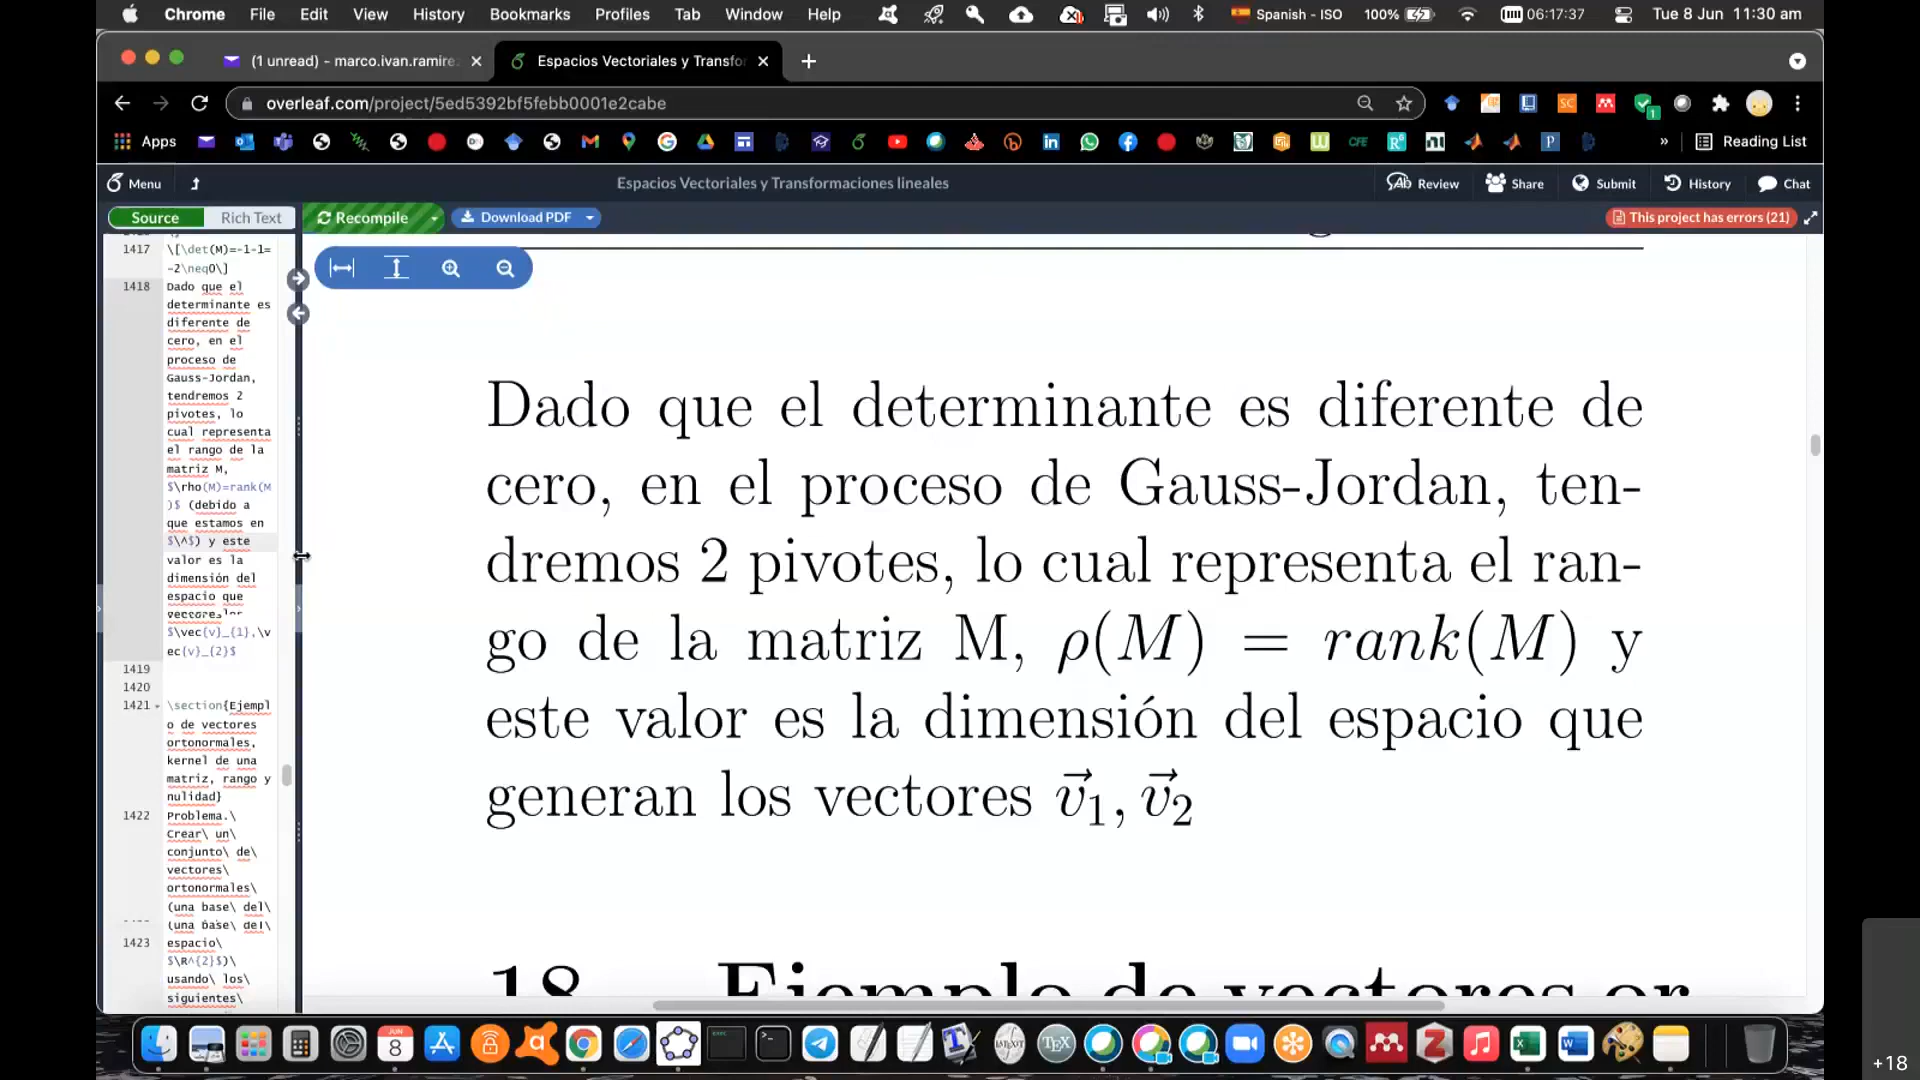 Chrome File Edit View History Bookmarks Profiles Tab Window Help Spanish - ISO 100% 06:17:37 Tue 8 Jun 11:30 am
(1 unread) - marco.ivan.ramire
Espacios Vectoriales y Transfo
overleaf.com/project/5ed5392bf5febb0001e2cabe
Apps
Reading List
Menu
Espacios Vectoriales y Transformaciones lineales
Review Share Submit History Chat
Source Rich Text
Recompile
Download PDF
This project has errors (21)
1417 \[\det(M)=-1-1=
-2\neq0\]
1418 Dado que el
determinante es
diferente de
cero, en el
proceso de
Gauss-Jordan,
tendremos 2
pivotes, lo
cual representa
el rango de la
matriz M,
$\rho(M)=rank(M
)$ (debido a
que estamos en
$\^$) y este
valor es la
dimensión del
espacio que
$\vec{v}_{1},\v
ec{v}_{2}$
1419
1420
1421 \section{Ejempl
o de vectores
ortonormales,
kernel de una
matriz, rango y
nulidad}
1422 Problema.\
Crear\ un\
conjunto\ de\
vectores\
ortonormales\
(una base\ del\
(una base\ del\
1423 espacio\
$\R^{2}$)\
usando\ los\
siguientes\
Dado que el determinante es diferente de
cero, en el proceso de Gauss-Jordan, ten-
dremos 2 pivotes, lo cual representa el ran-
go de la matriz M, ρ(M) = rank(M) y
este valor es la dimensión del espacio que
generan los vectores v⃗₁, v⃗₂
18 Ejemplo de vectores or
+18